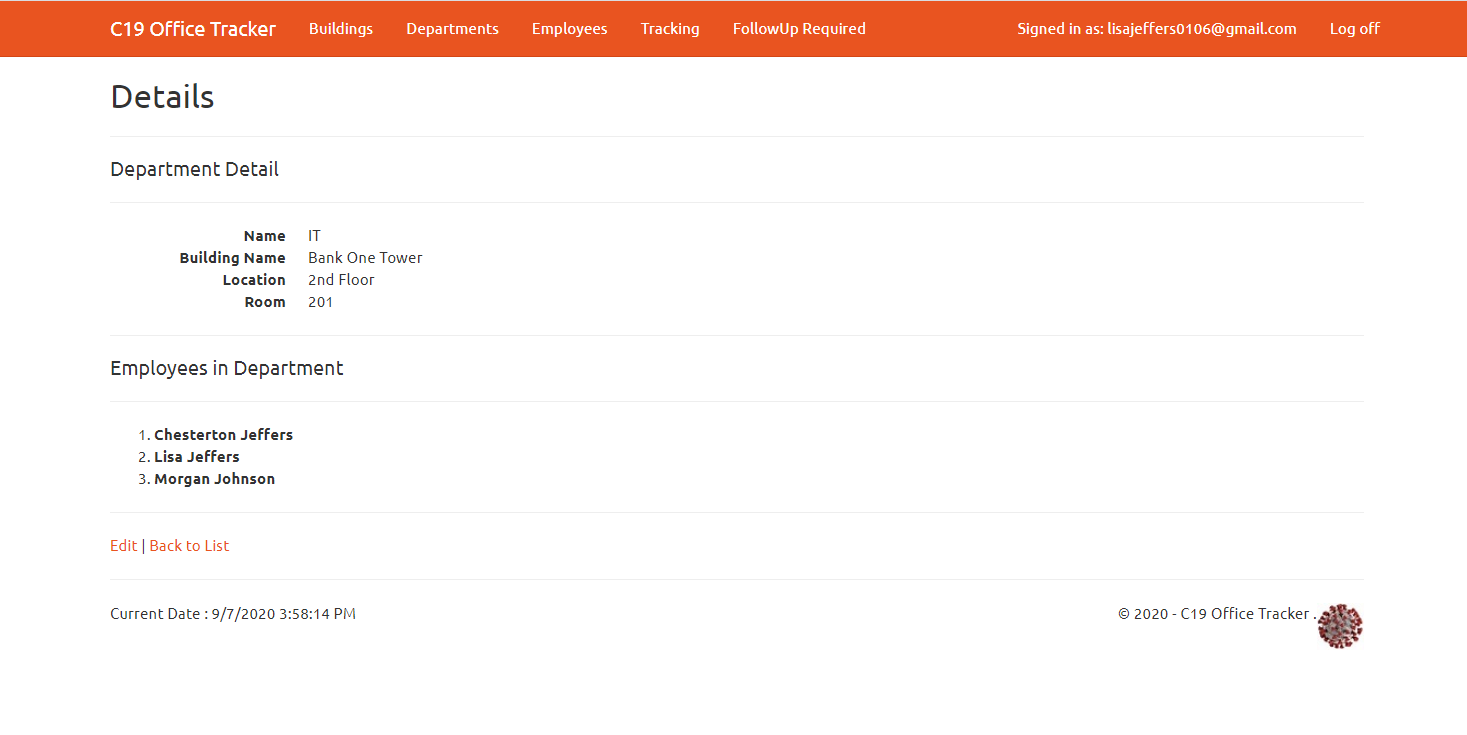 C19 Office Tracker Buildings Departments Employees Tracking FollowUp Required Signed in as: lisajeffers0106@gmail.com Log off
Details
Department Detail
Name IT
Building Name Bank One Tower
Location 2nd Floor
Room 201
Employees in Department
1. Chesterton Jeffers
2. Lisa Jeffers
3. Morgan Johnson
Edit | Back to List
Current Date : 9/7/2020 3:58:14 PM © 2020 - C19 Office Tracker .